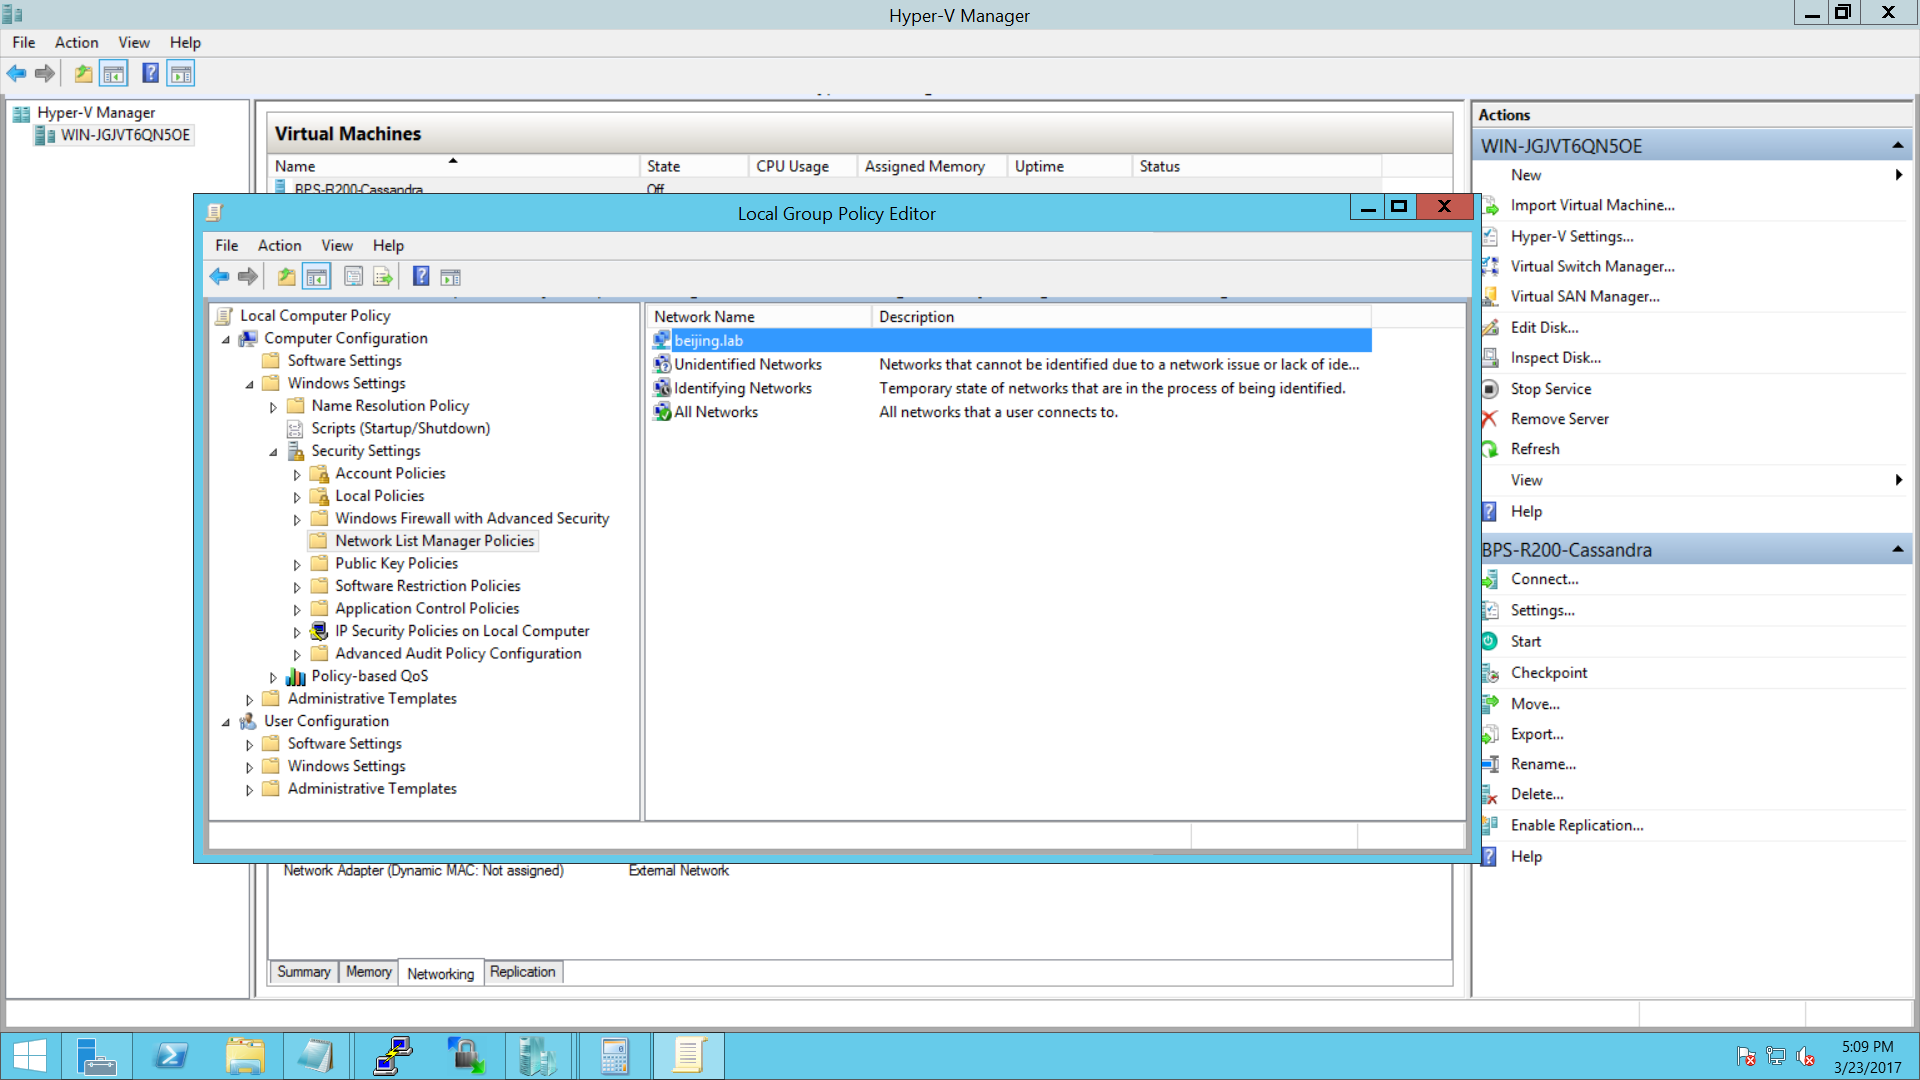 Hyper-V Manager
File Action View Help
Hyper-V Manager
WIN-JGJVT6QN5OE
Virtual Machines
Name State CPU Usage Assigned Memory Uptime Status
BPS-R200-Cassandra Off
Actions
WIN-JGJVT6QN5OE
New
Import Virtual Machine...
Hyper-V Settings...
Virtual Switch Manager...
Virtual SAN Manager...
Edit Disk...
Inspect Disk...
Stop Service
Remove Server
Refresh
View
Help
BPS-R200-Cassandra
Connect...
Settings...
Start
Checkpoint
Move...
Export...
Rename...
Delete...
Enable Replication...
Help
Local Group Policy Editor
File Action View Help
Local Computer Policy
Computer Configuration
Software Settings
Windows Settings
Name Resolution Policy
Scripts (Startup/Shutdown)
Security Settings
Account Policies
Local Policies
Windows Firewall with Advanced Security
Network List Manager Policies
Public Key Policies
Software Restriction Policies
Application Control Policies
IP Security Policies on Local Computer
Advanced Audit Policy Configuration
Policy-based QoS
Administrative Templates
User Configuration
Software Settings
Windows Settings
Administrative Templates
Network Name Description
beijing.lab
Unidentified Networks Networks that cannot be identified due to a network issue or lack of ide...
Identifying Networks Temporary state of networks that are in the process of being identified.
All Networks All networks that a user connects to.
Network Adapter (Dynamic MAC: Not assigned) External Network
Summary Memory Networking Replication
5:09 PM
3/23/2017